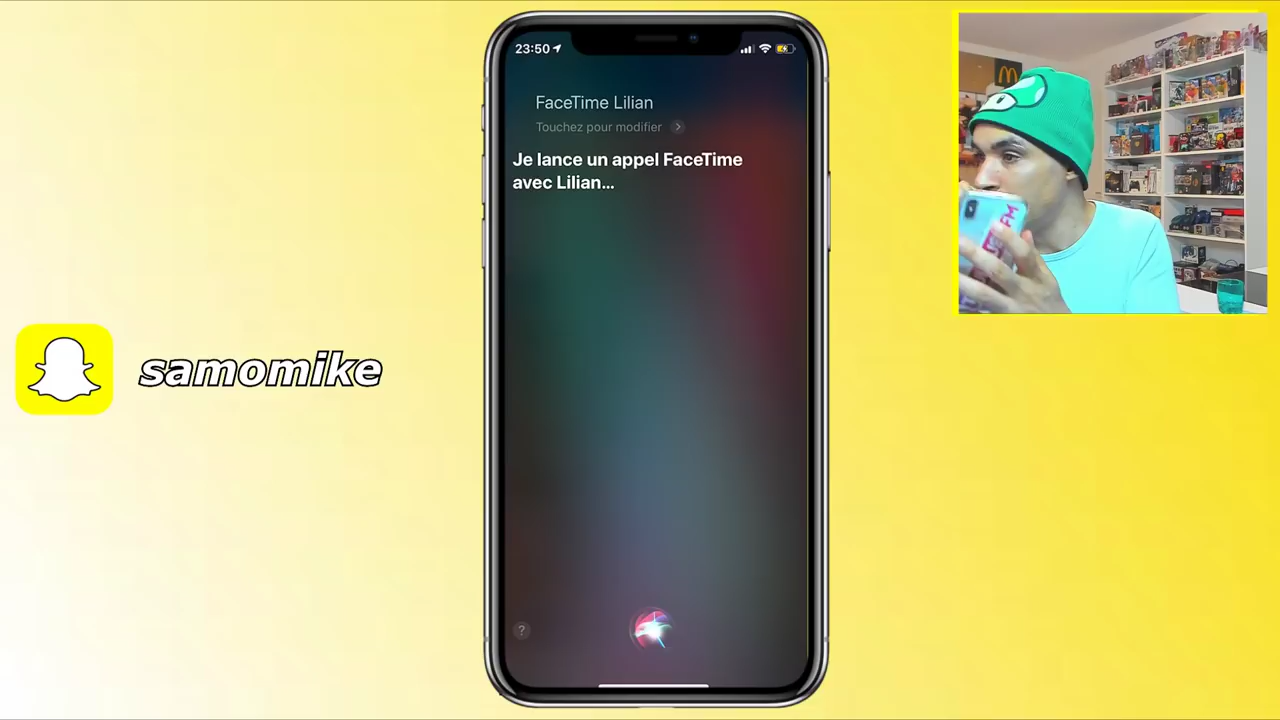 23:50
FaceTime Lilian
Touchez pour modifier
Je lance un appel FaceTime
avec Lilian...
samomike
?